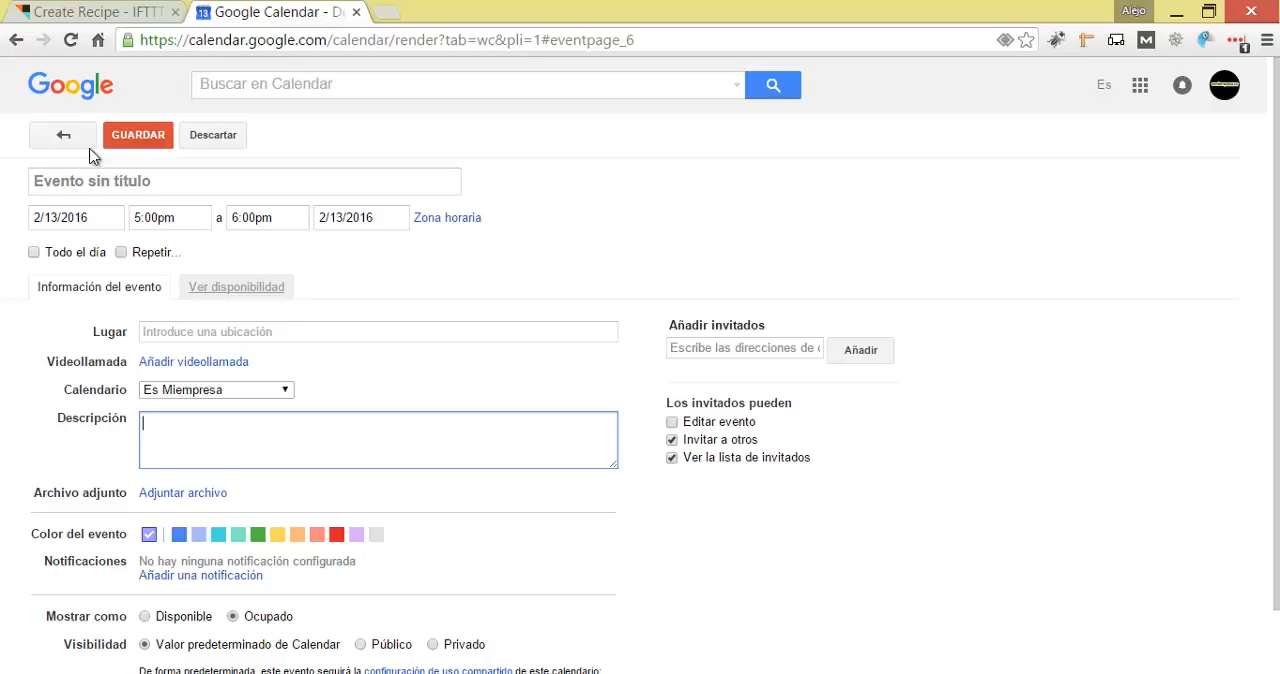 Create Recipe - IFTTT
Google Calendar - De
Alejo
https://calendar.google.com/calendar/render?tab=wc&pli=1#eventpage_6
Google
Buscar en Calendar
Es
GUARDAR
Descartar
Evento sin título
2/13/2016 5:00pm a 6:00pm 2/13/2016 Zona horaria
Todo el día Repetir...
Información del evento Ver disponibilidad
Lugar Introduce una ubicación
Videollamada Añadir videollamada
Calendario Es Miempresa
Descripción
Archivo adjunto Adjuntar archivo
Color del evento
Notificaciones No hay ninguna notificación configurada
Añadir una notificación
Mostrar como Disponible Ocupado
Visibilidad Valor predeterminado de Calendar Público Privado
De forma predeterminada, este evento seguirá la configuración de uso compartido de este calendario:
Añadir invitados
Escribe las direcciones de c Añadir
Los invitados pueden
Editar evento
Invitar a otros
Ver la lista de invitados